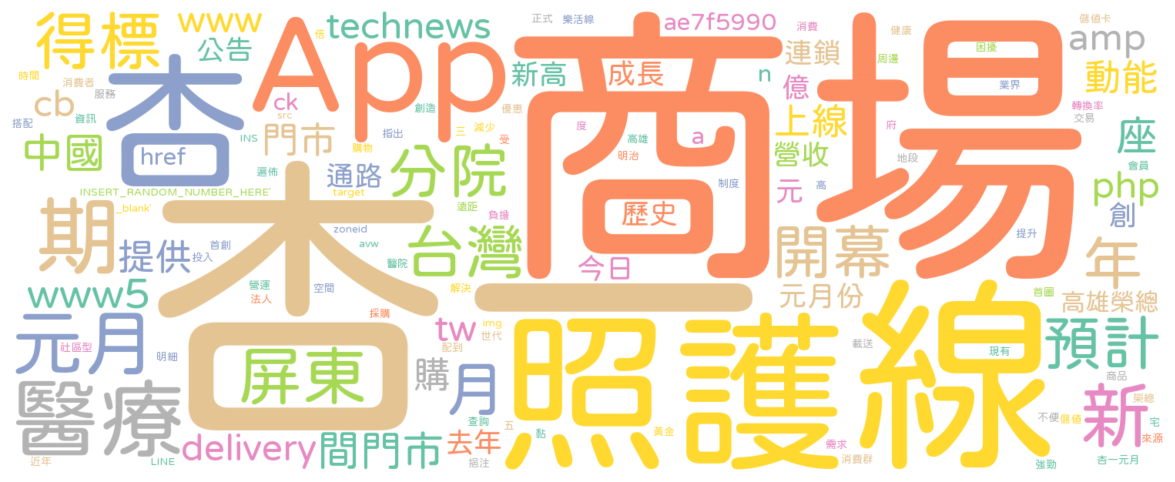 商場
杏一
照護線
App
杏
期
醫療
元月
得標
台灣
分院
屏東
開幕
預計
新
年
月
www
公告
technews
ae7f5990
連鎖
amp
動能
座
php
創
高雄榮總
元月份
元
營收
上線
億
n
a
新高
成長
歷史
今日
通路
門市
ck
src
cb
中國
href
提供
www5
tw
購
delivery
間門市
去年
正式
樂活線
倍
消費
健康
儲值卡
困擾
周邊
業界
轉換率
交易
府
地段
會員
高
提升
首圖
現有
載送
商品
榮總
宅
來源
不便
儲值
強勁
杏一元月
消費群
需求
黃金
五
點
查詢
挹注
配到
世代
img
採購
解決
空間
法人
營運
醫院
avw
zoneid
首創
投入
遍佈
INS
INSERT_RANDOM_NUMBER_HERE'
_blank'
target
遠距
負擔
購物
指出
創造
三
減少
優惠
受
度
高雄
明治
制度
時間
消費者
服務
資訊
搭配
社區型
明細
近年
LINE